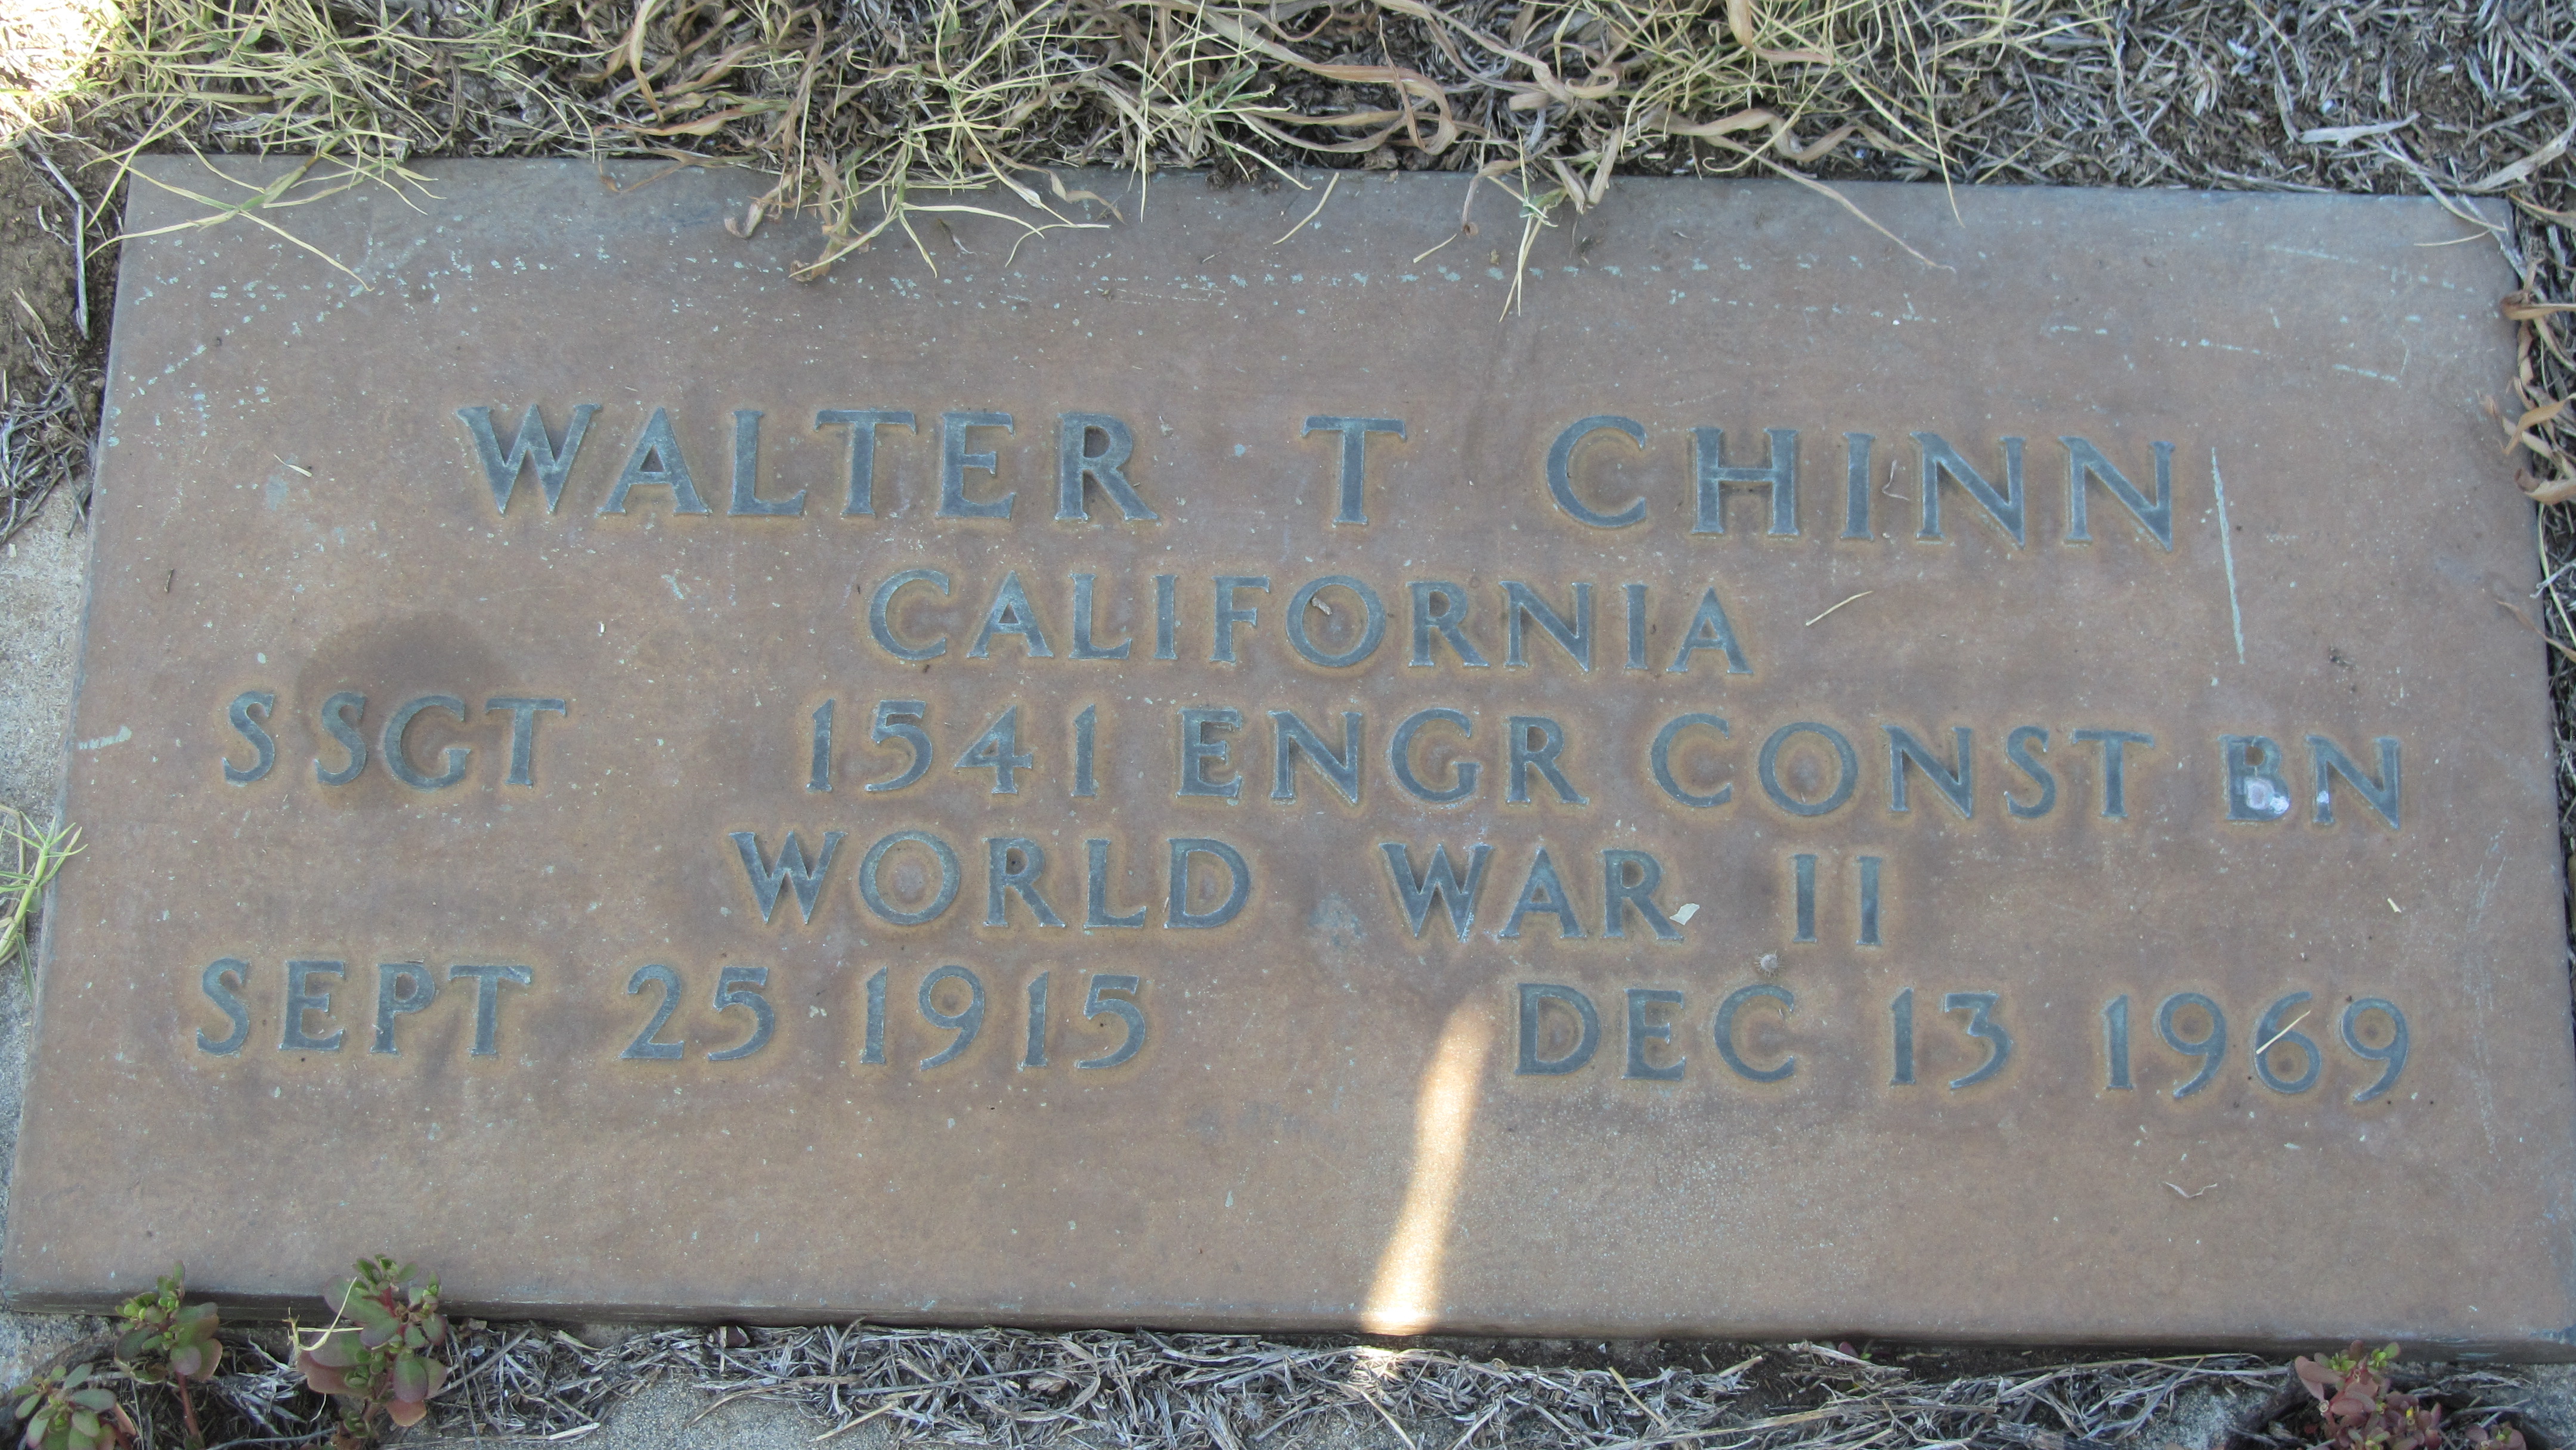 WALTER T CHINN
CALIFORNIA
SSGT 1541 ENGR CONST BN
WORLD WAR II
SEPT 25 1915 DEC 13 1969